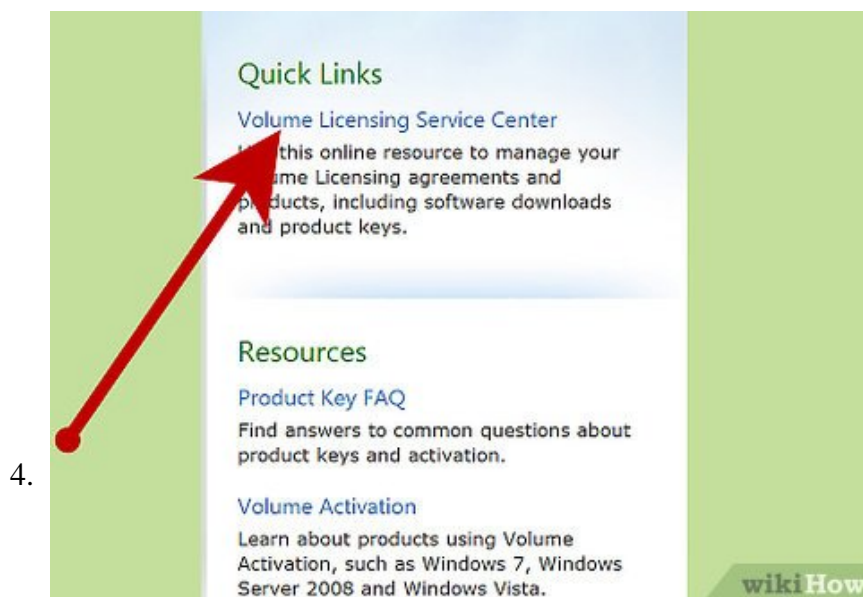 Quick Links
Volume Licensing Service Center
this online resource to manage your
Licensing agreements and
products, including software downloads
and product keys.
Resources
Product Key FAQ
Find answers to common questions about
product keys and activation.
4.
Volume Activation
Learn about products using Volume
Activation, such as Windows 7, Windows
Server 2008 and Windows Vista.
wikiHow